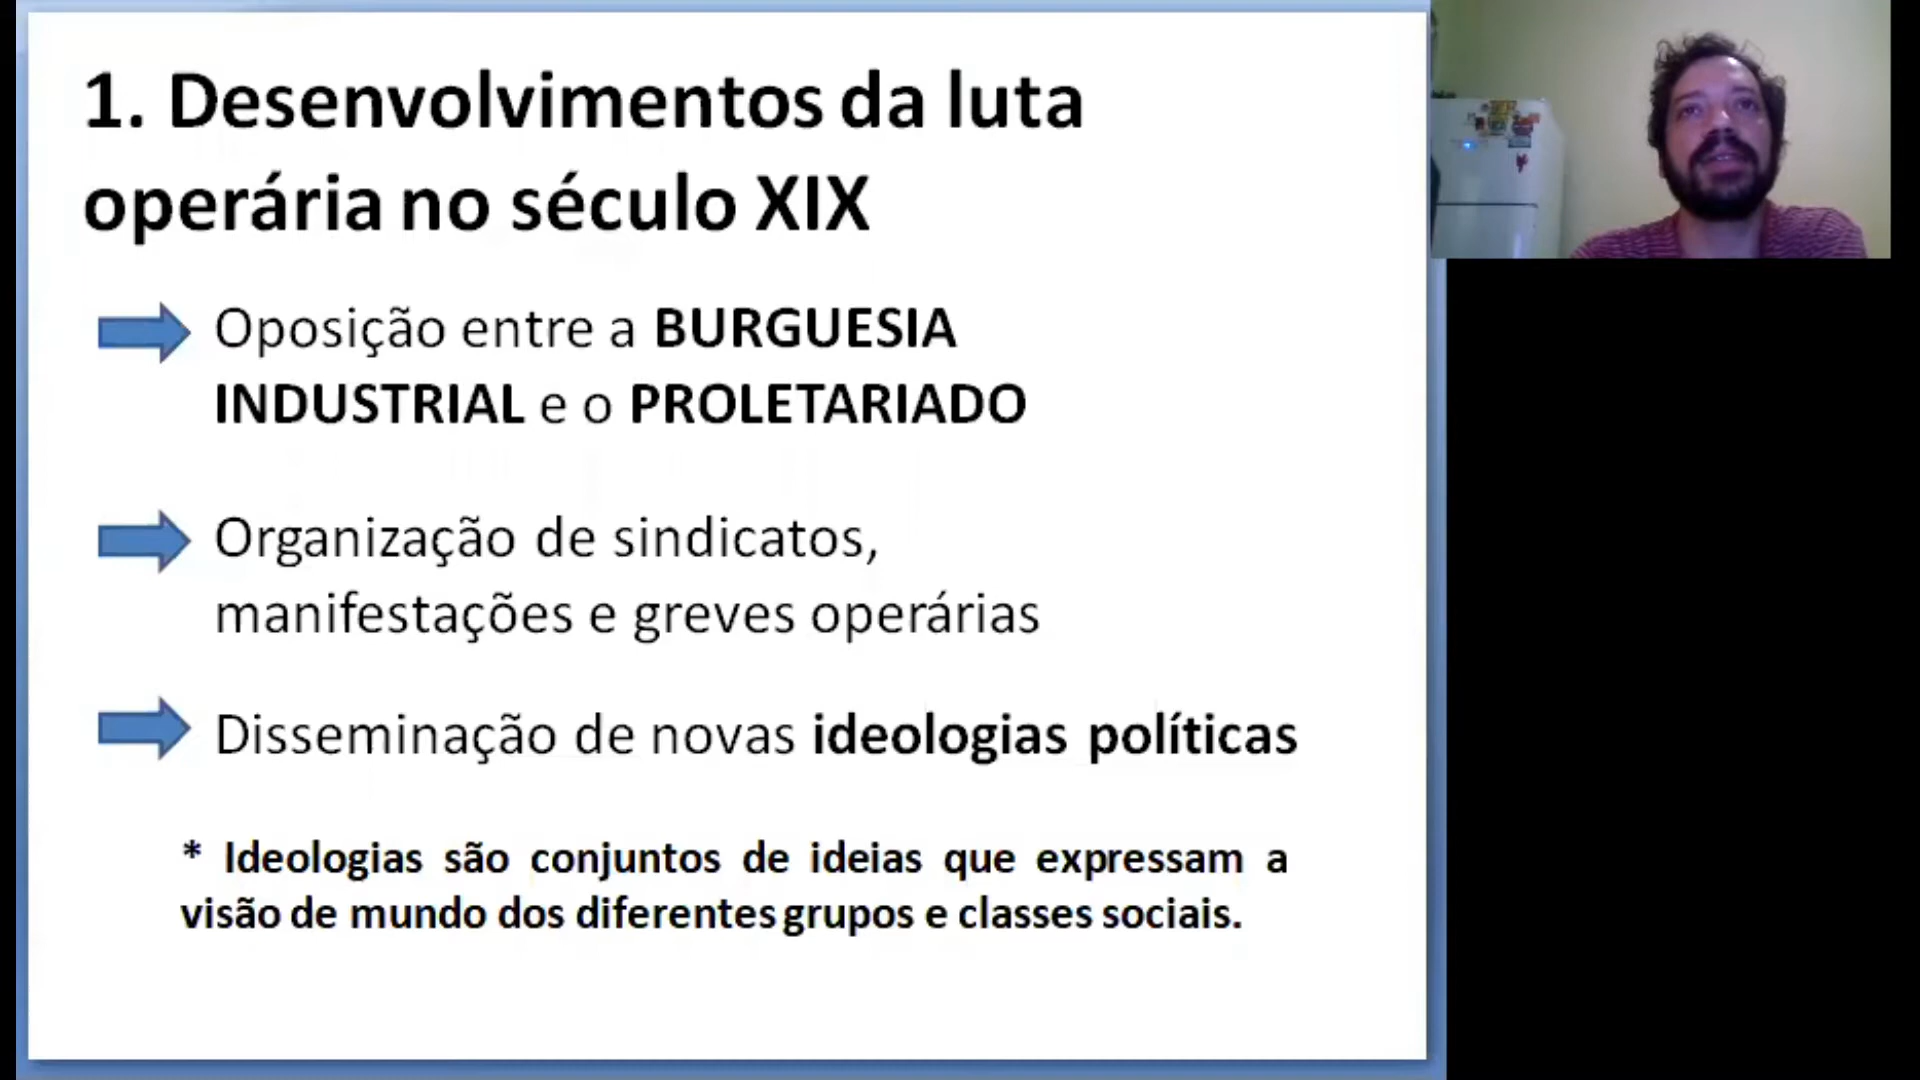 1. Desenvolvimentos da luta
operária no século XIX
Oposição entre a BURGUESIA
INDUSTRIAL e o PROLETARIADO
Organização de sindicatos,
manifestações e greves operárias
Disseminação de novas ideologias políticas
* Ideologias são conjuntos de ideias que expressam a
visão de mundo dos diferentes grupos e classes sociais.